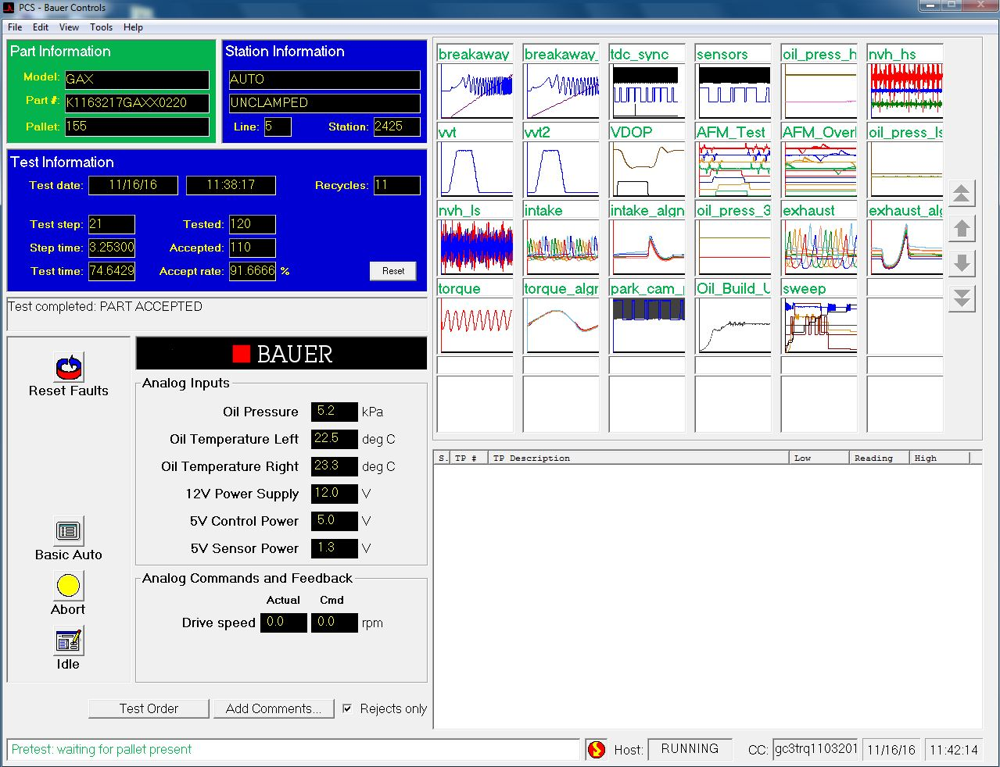 PCS - Bauer Controls
File Edit View Tools Help
Part Information
Model: GAX
Part #: K1163217GAXX0220
Pallet: 155
Station Information
AUTO
UNCLAMPED
Line: 5 Station: 2425
Test Information
Test date: 11/16/16 11:38:17 Recycles: 11
Test step: 21 Tested: 120
Step time: 3.25300 Accepted: 110
Test time: 74.6429 Accept rate: 91.6666 % Reset
Test completed: PART ACCEPTED
Reset Faults
Basic Auto
Abort
Idle
BAUER
Analog Inputs
Oil Pressure 5.2 kPa
Oil Temperature Left 22.5 deg C
Oil Temperature Right 23.3 deg C
12V Power Supply 12.0 V
5V Control Power 5.0 V
5V Sensor Power 1.3 V
Analog Commands and Feedback
Actual Cmd
Drive speed 0.0 0.0 rpm
Test Order Add Comments... Rejects only
breakaway breakaway_ tdc_sync sensors oil_press_h nvh_hs
vvt vvt2 VDOP AFM_Test AFM_Overl oil_press_ls
nvh_ls intake intake_algn oil_press_3 exhaust exhaust_alg
torque torque_algn park_cam_ Oil_Build_U sweep
S. TP # TP Description Low Reading High
Pretest: waiting for pallet present
Host: RUNNING CC: gc3trq1103201 11/16/16 11:42:14